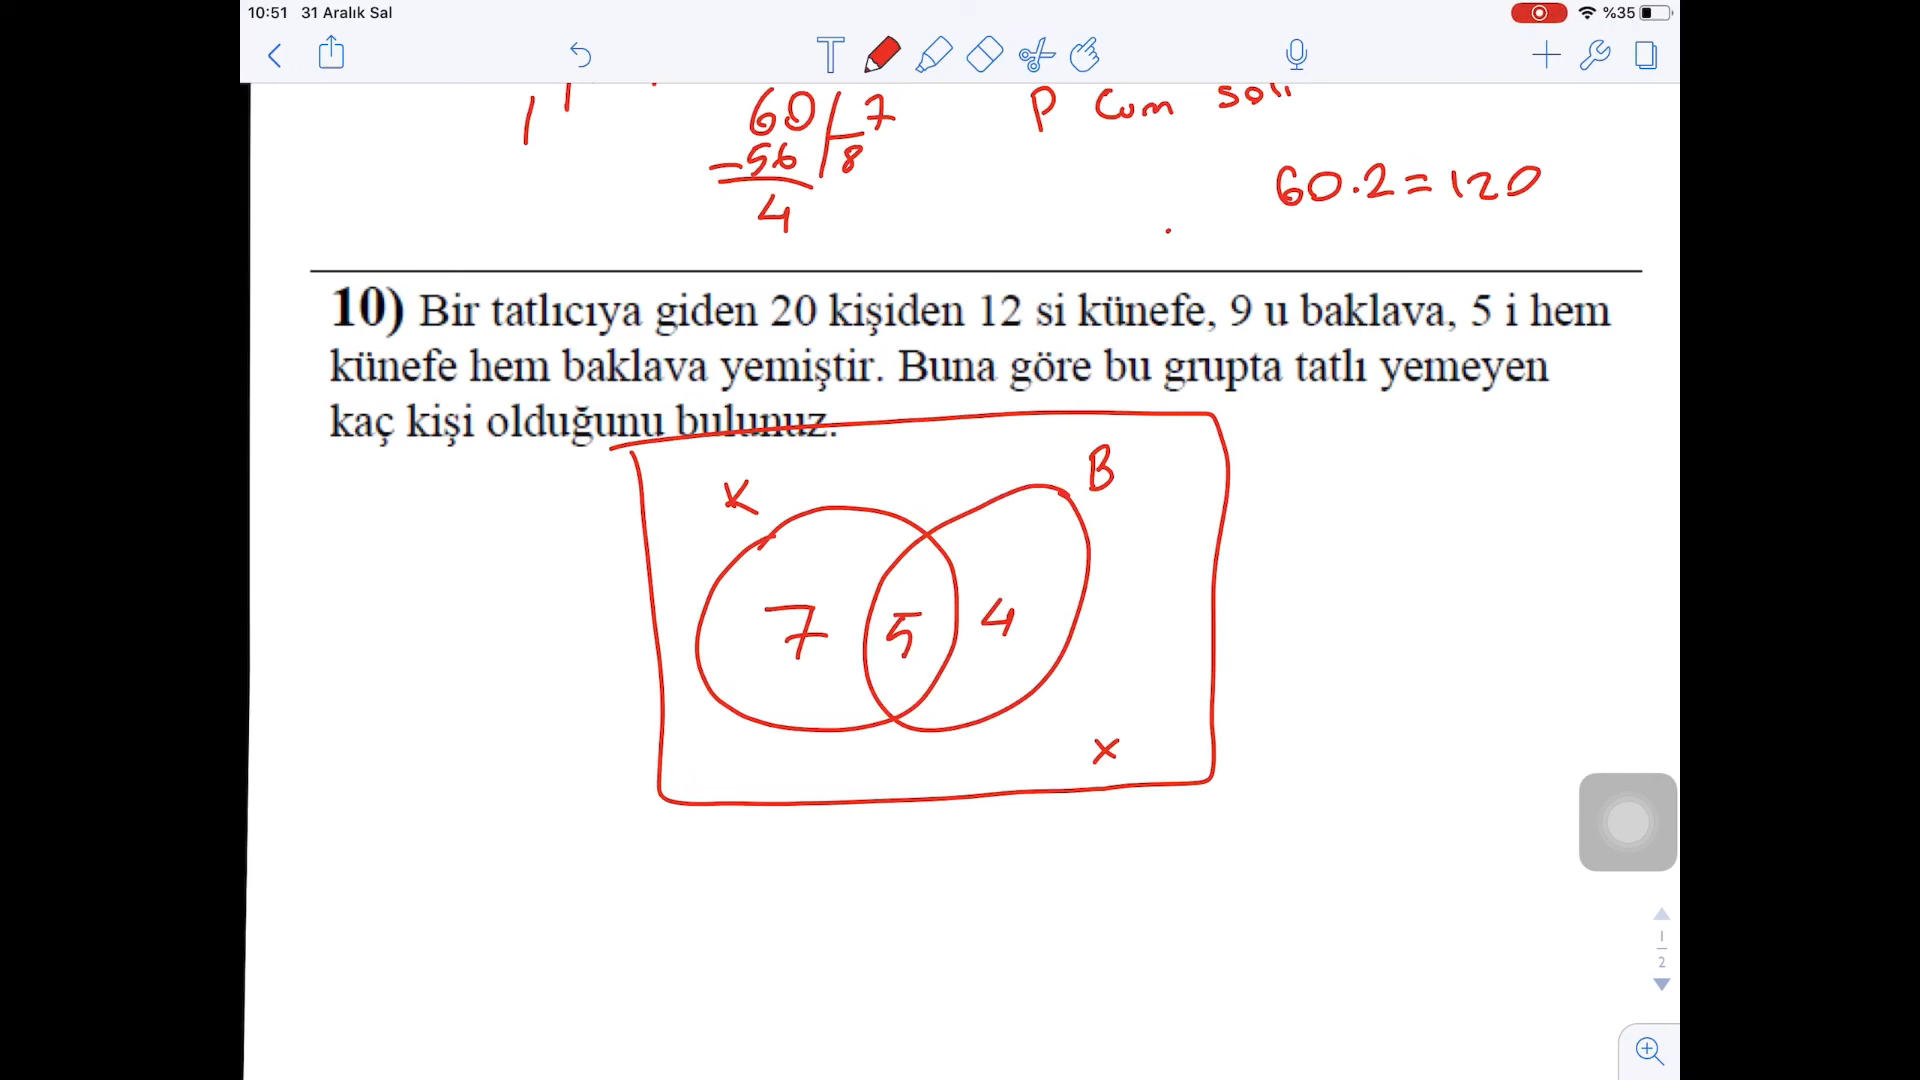 10:51 31 Aralık Sal
%35
T
60 7
-56 8
4
P Cum
60.2=120
10) Bir tatlıcıya giden 20 kişiden 12 si künefe, 9 u baklava, 5 i hem
künefe hem baklava yemiştir. Buna göre bu grupta tatlı yemeyen
kaç kişi olduğunu bulunuz.
K B
7 5 4
x
1
2